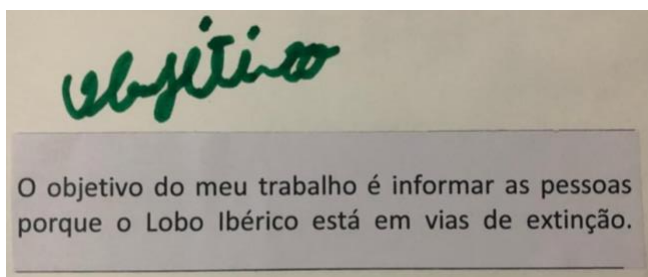 Objetivo
O objetivo do meu trabalho é informar as pessoas
porque o Lobo Ibérico está em vias de extinção.